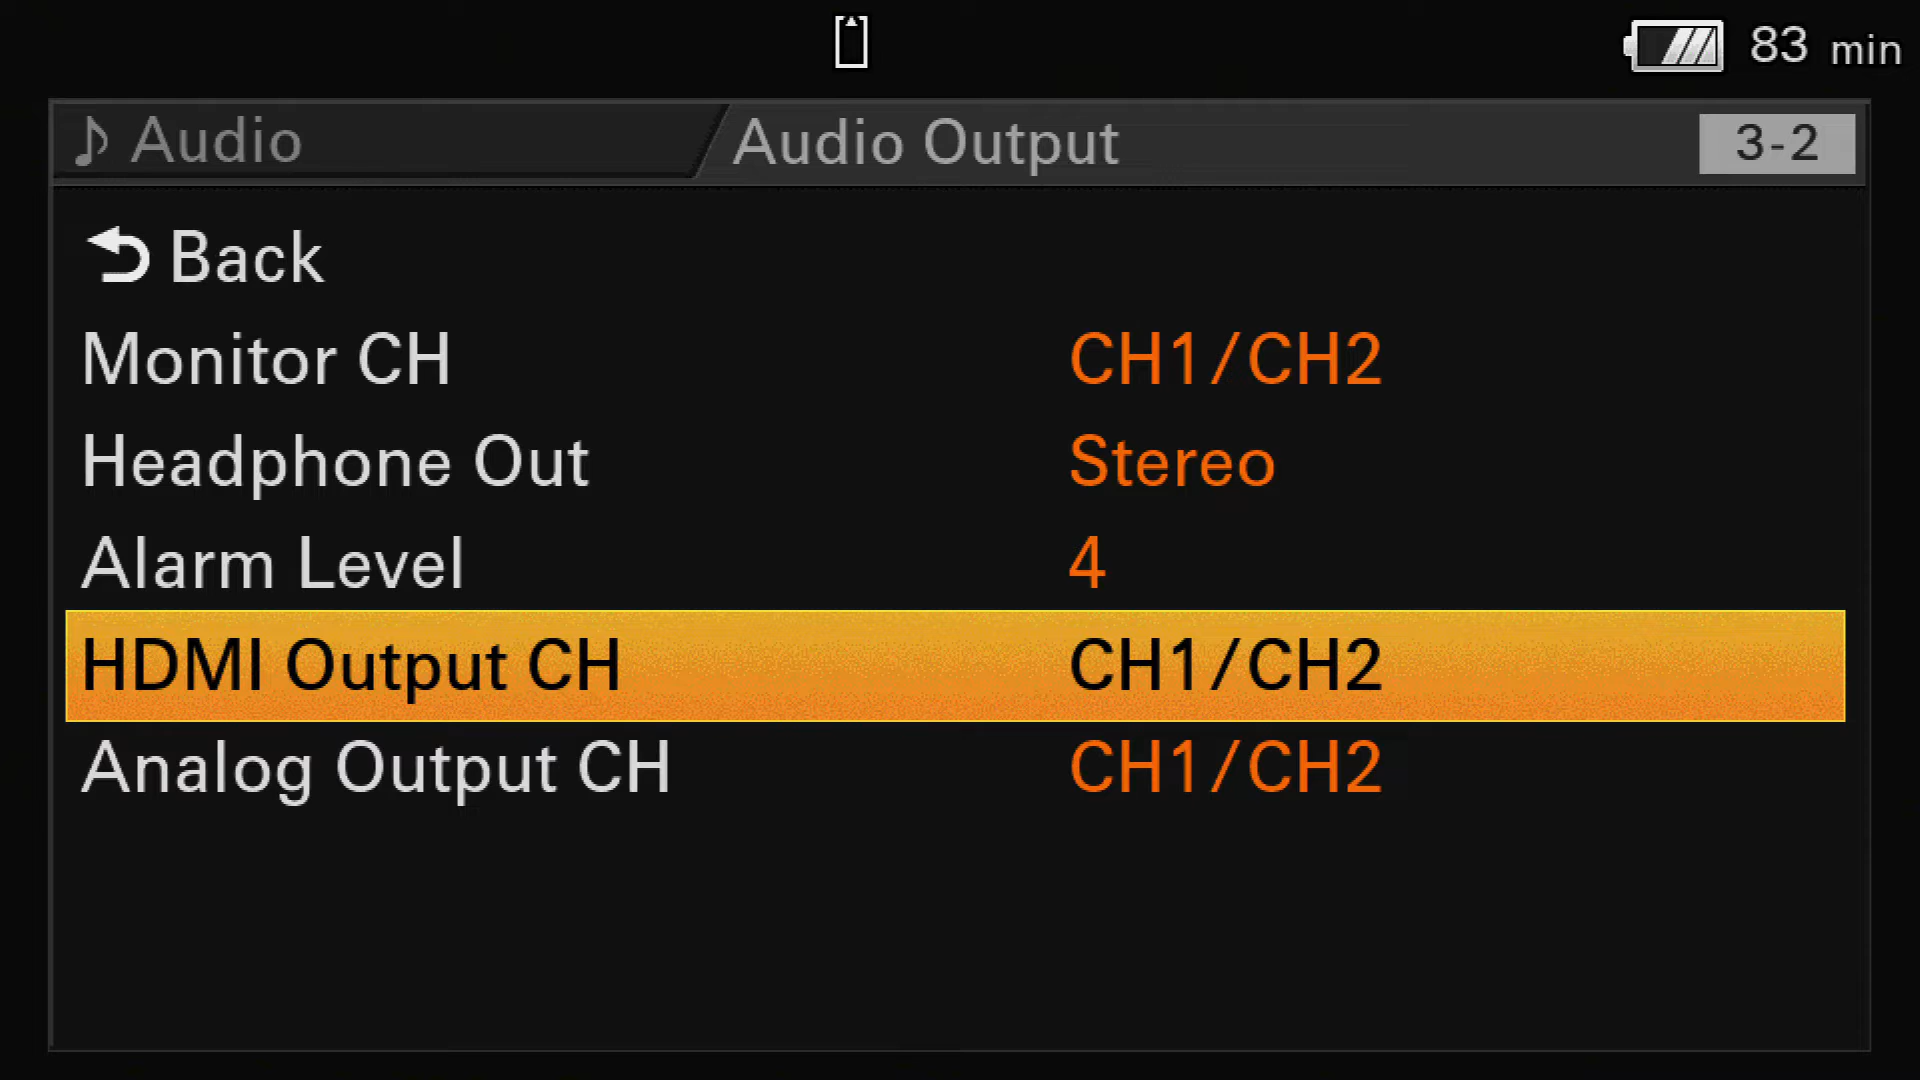 83 min
Audio
Audio Output
3-2
Back
Monitor CH CH1/CH2
Headphone Out Stereo
Alarm Level 4
HDMI Output CH CH1/CH2
Analog Output CH CH1/CH2